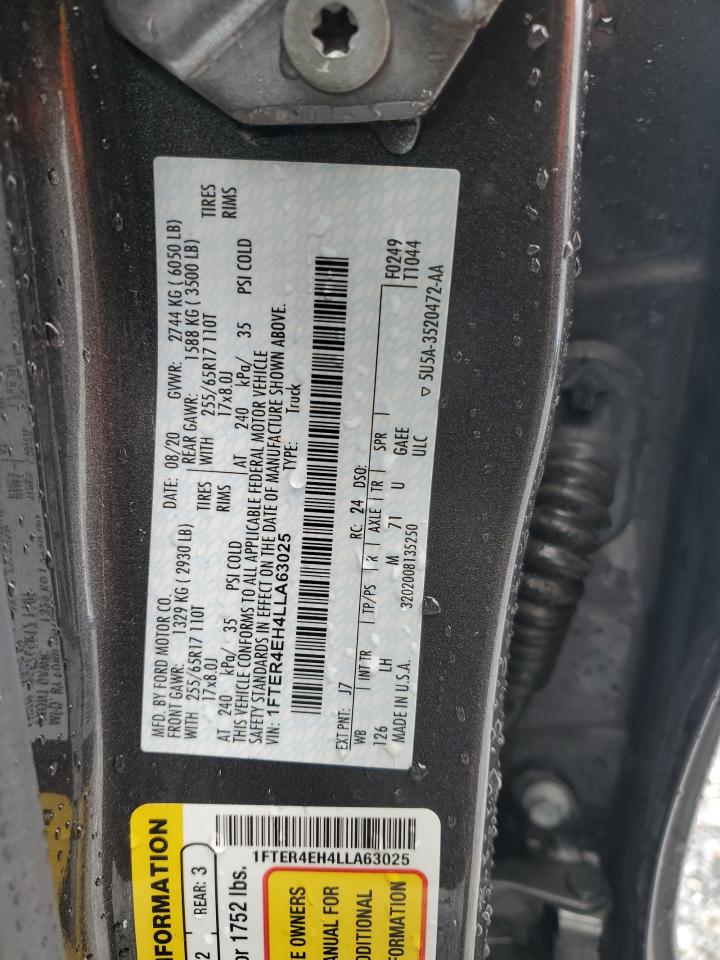 MFD. BY FORD MOTOR CO. DATE: 08/20 GVWR: 2744 KG ( 6050 LB)
FRONT GAWR: 1329 KG ( 2930 LB) REAR GAWR: 1588 KG ( 3500 LB)
WITH 255/65R17 110T TIRES WITH 255/65R17 110T TIRES
17x8.0J RIMS 17x8.0J RIMS
AT 240 kPa/ 35 PSI COLD AT 240 kPa/ 35 PSI COLD
THIS VEHICLE CONFORMS TO ALL APPLICABLE FEDERAL MOTOR VEHICLE
SAFETY STANDARDS IN EFFECT ON THE DATE OF MANUFACTURE SHOWN ABOVE.
VIN: 1FTER4EH4LLA63025 TYPE: Truck
F0249
T1044
EXT PNT: J7 RC: 24 DSO:
WB INT TR TP/PS R AXLE TR SPR
126 LH M 71 U GAEE
ULC
MADE IN U.S.A. 3202008135250
▽ 5U5A-3520472-AA
1FTER4EH4LLA63025
NFORMATION
2 REAR: 3
or 1752 lbs.
E OWNERS
MANUAL FOR
DDITIONAL
FORMATION